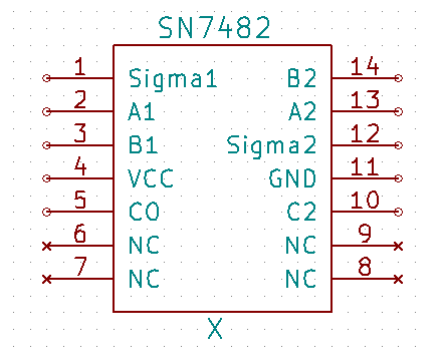 SN7482
1 Sigma1 B2 14
2 A1 A2 13
3 B1 Sigma2 12
4 VCC GND 11
5 C0 C2 10
6 NC NC 9
7 NC NC 8
X